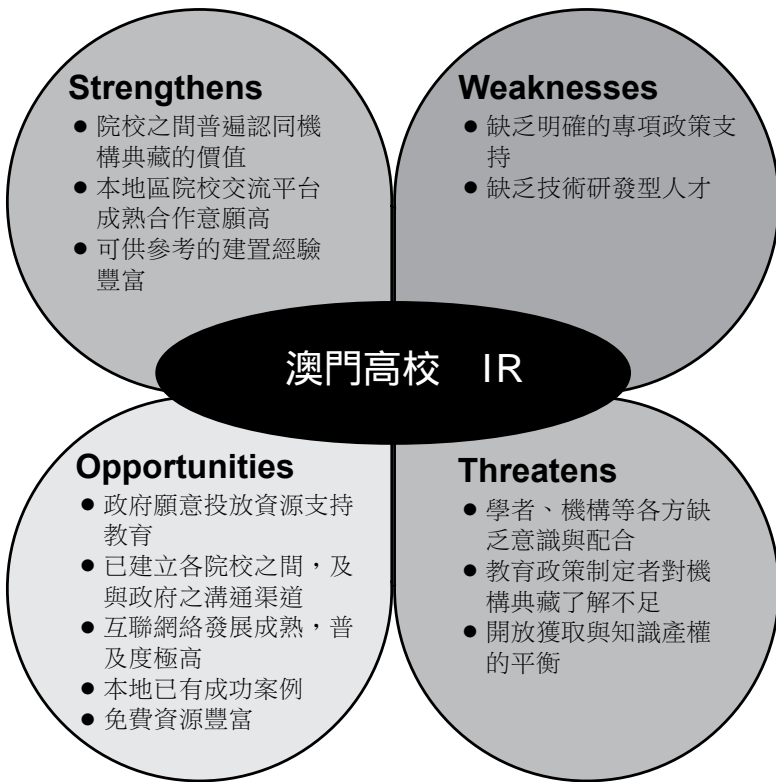 Strengthens
● 院校之間普遍認同機
構典藏的價值
● 本地區院校交流平台
成熟合作意願高
● 可供參考的建置經驗
豐富
Weaknesses
● 缺乏明確的專項政策支
持
● 缺乏技術研發型人才
澳門高校 IR
Opportunities
● 政府願意投放資源支持
教育
● 已建立各院校之間，及
與政府之溝通渠道
● 互聯網絡發展成熟，普
及度極高
● 本地已有成功案例
● 免費資源豐富
Threatens
● 學者、機構等各方缺
乏意識與配合
● 教育政策制定者對機
構典藏了解不足
● 開放獲取與知識產權
的平衡